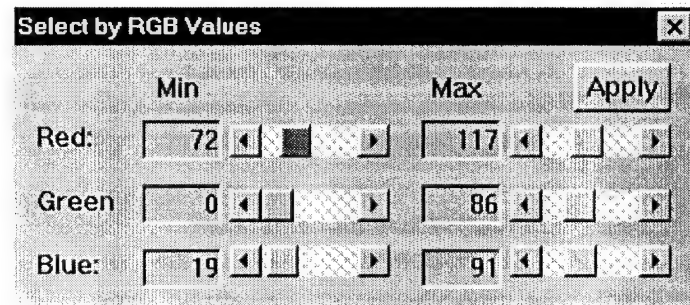 Select by RGB Values
Min Max Apply
Red: 72 117
Green 0 86
Blue: 19 91